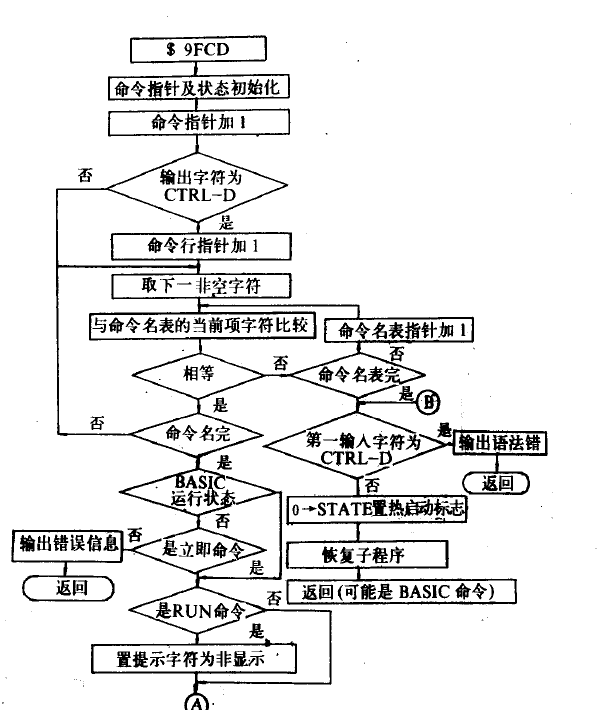 $ 9FCD
命令指针及状态初始化
命令指针加1
否
输出字符为
CTRL-D
是
命令行指针加1
取下一非空字符
与命令名表的当前项字符比较
命令名表指针加1
相等
否
命令名表完
否
是
B
是
否
命令名完
第一输入字符为
CTRL-D
是
输出语法错
返回
是
BASIC
运行状态
否
0→STATE置热启动标志
否
输出错误信息
否
是立即命令
是
恢复子程序
返回
返回(可能是 BASIC 命令)
是RUN命令
否
是
置提示字符为非显示
A